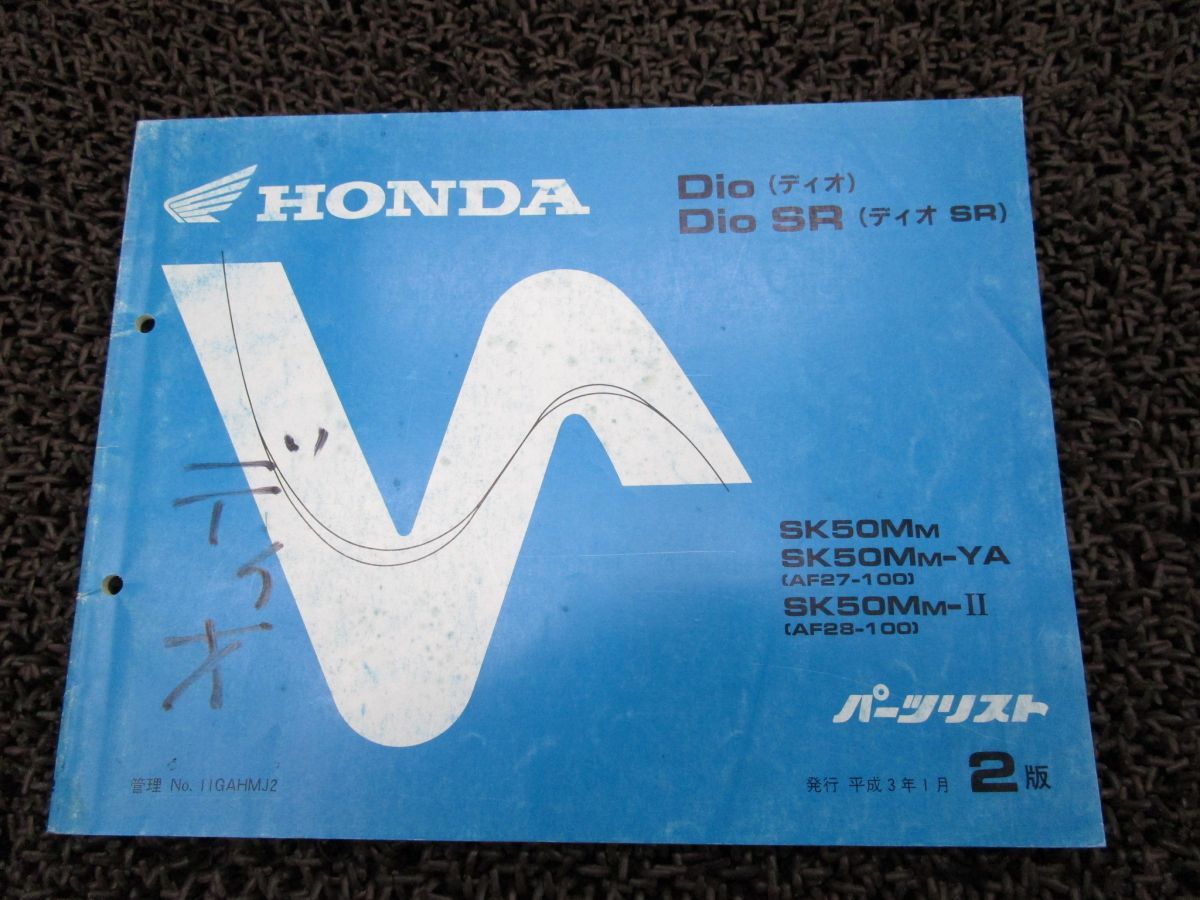 HONDA
Dio (ディオ)
Dio SR (ディオ SR)
ディオ
SK50MM
SK50MM-YA
(AF27-100)
SK50MM-II
(AF28-100)
パーツリスト
管理 No. 11GAHMJ2
発行 平成3年1月 2版